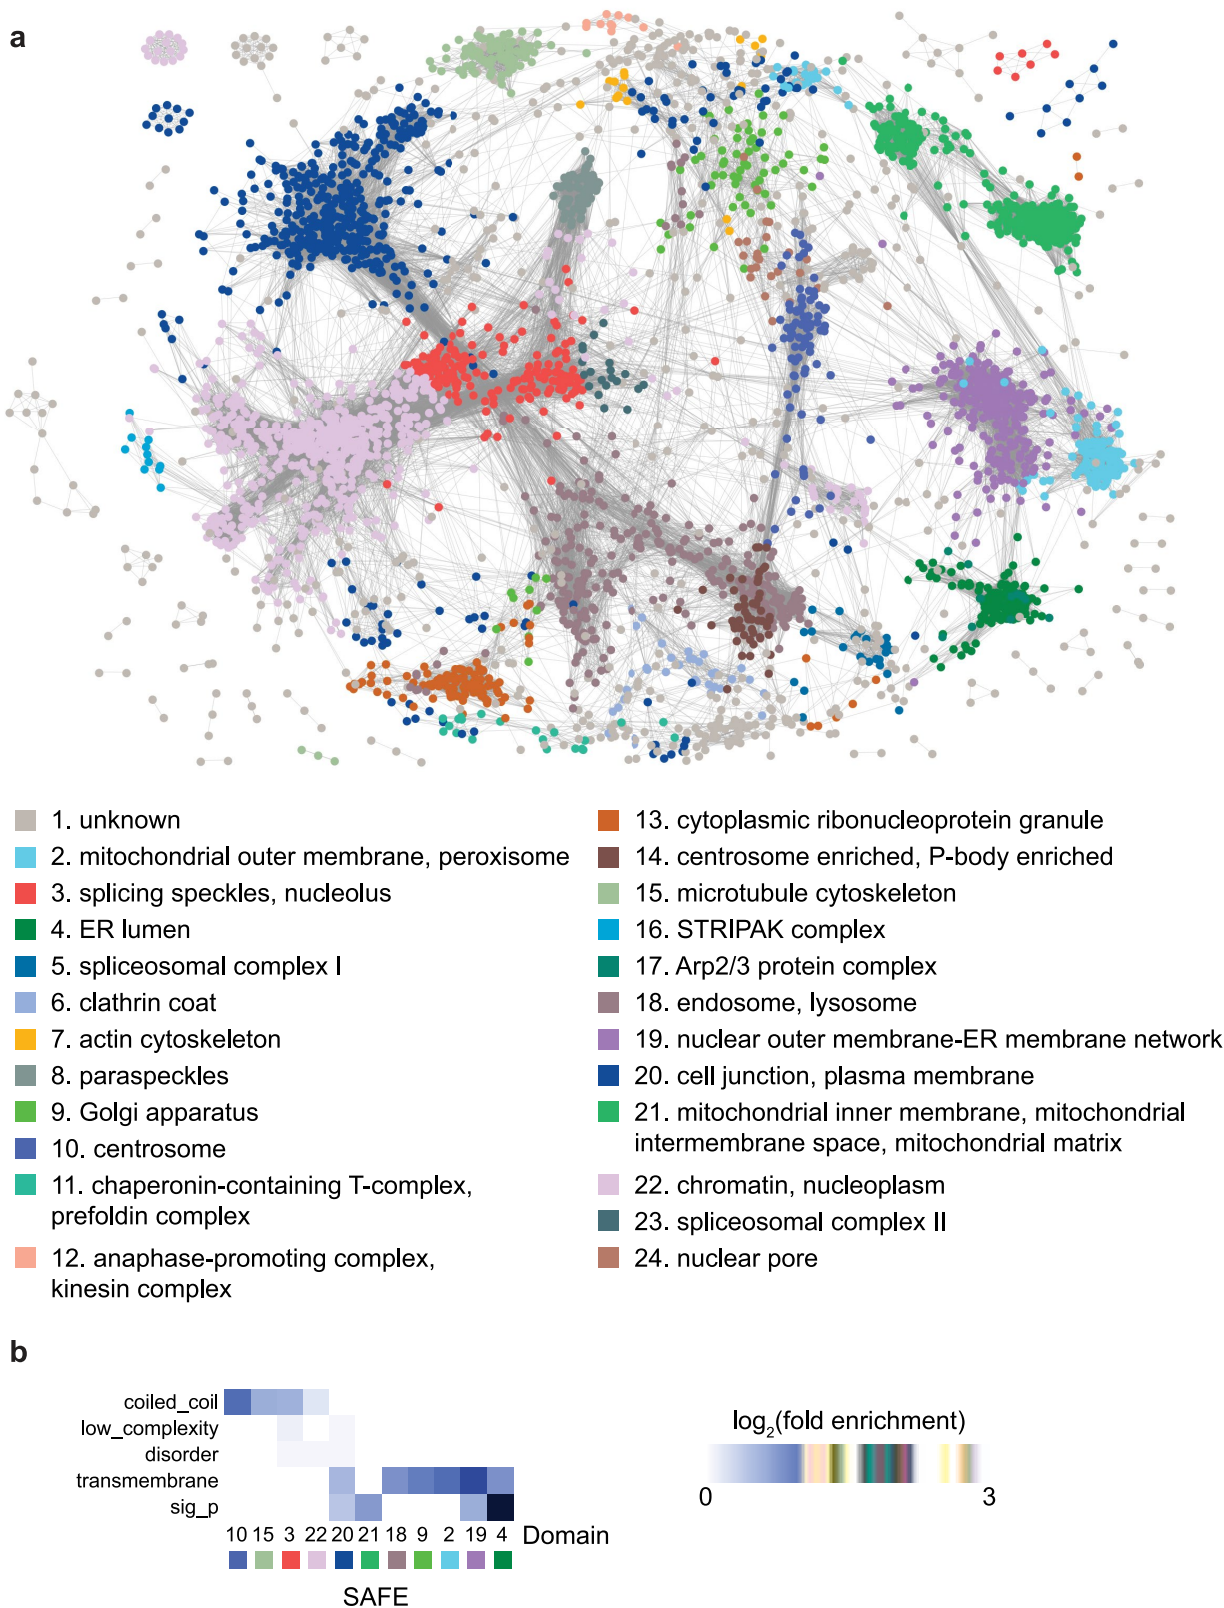 a
1. unknown
2. mitochondrial outer membrane, peroxisome
3. splicing speckles, nucleolus
4. ER lumen
5. spliceosomal complex I
6. clathrin coat
7. actin cytoskeleton
8. paraspeckles
9. Golgi apparatus
10. centrosome
11. chaperonin-containing T-complex,
prefoldin complex
12. anaphase-promoting complex,
kinesin complex
13. cytoplasmic ribonucleoprotein granule
14. centrosome enriched, P-body enriched
15. microtubule cytoskeleton
16. STRIPAK complex
17. Arp2/3 protein complex
18. endosome, lysosome
19. nuclear outer membrane-ER membrane network
20. cell junction, plasma membrane
21. mitochondrial inner membrane, mitochondrial
intermembrane space, mitochondrial matrix
22. chromatin, nucleoplasm
23. spliceosomal complex II
24. nuclear pore
b
coiled_coil
low_complexity
disorder
transmembrane
sig_p
10 15 3 22 20 21 18 9 2 19 4 Domain
SAFE
log2(fold enrichment)
0 3